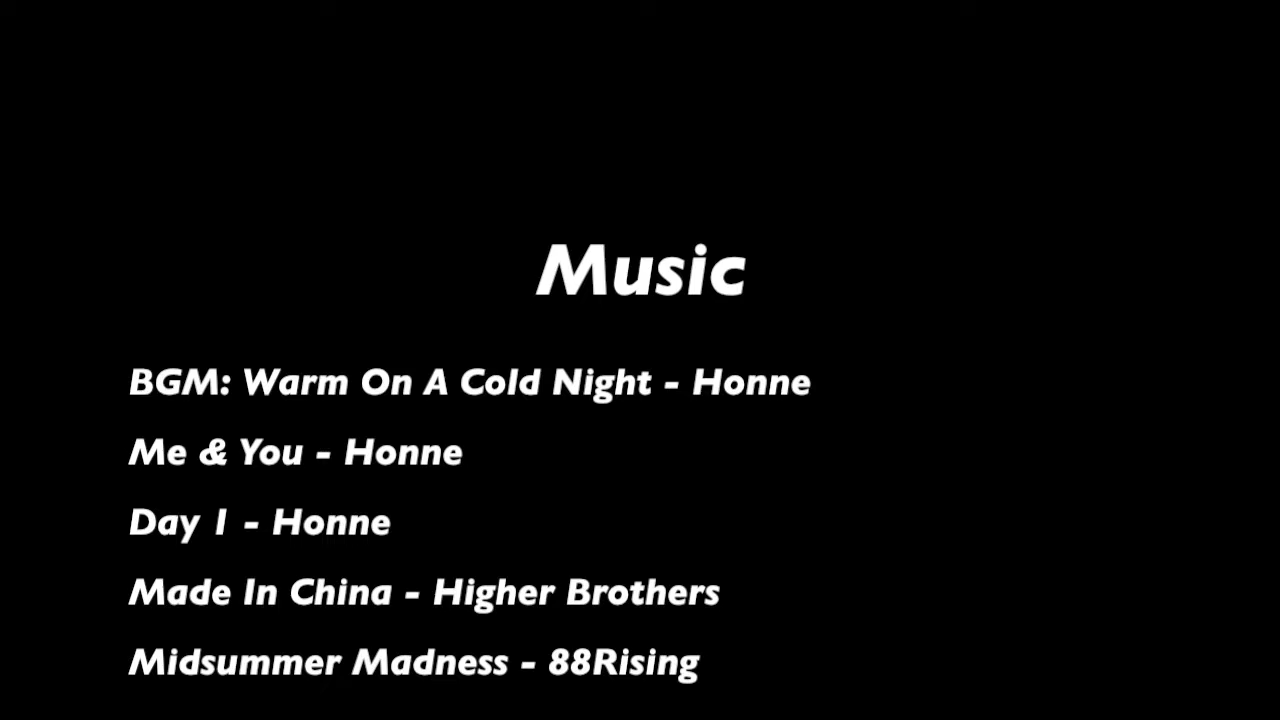 Music
BGM: Warm On A Cold Night - Honne
Me & You - Honne
Day 1 - Honne
Made In China - Higher Brothers
Midsummer Madness - 88Rising